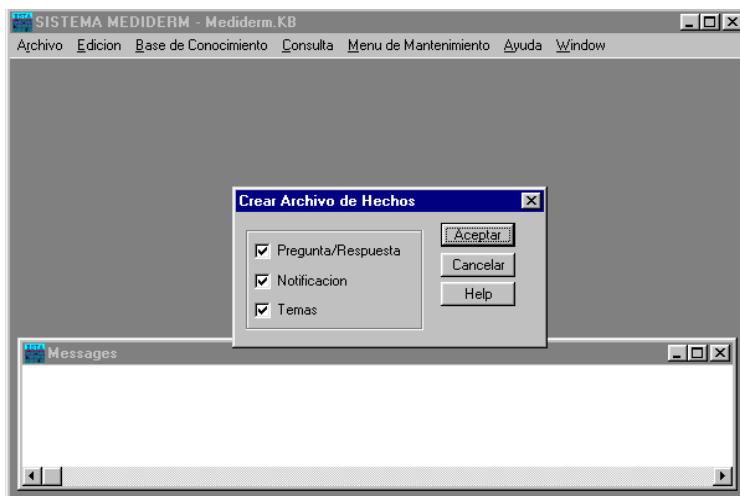 SISTEMA MEDIDERM - Mediderm.KB
Archivo Edicion Base de Conocimiento Consulta Menu de Mantenimiento Ayuda Window
Crear Archivo de Hechos
Pregunta/Respuesta
Notificacion
Temas
Aceptar
Cancelar
Help
Messages